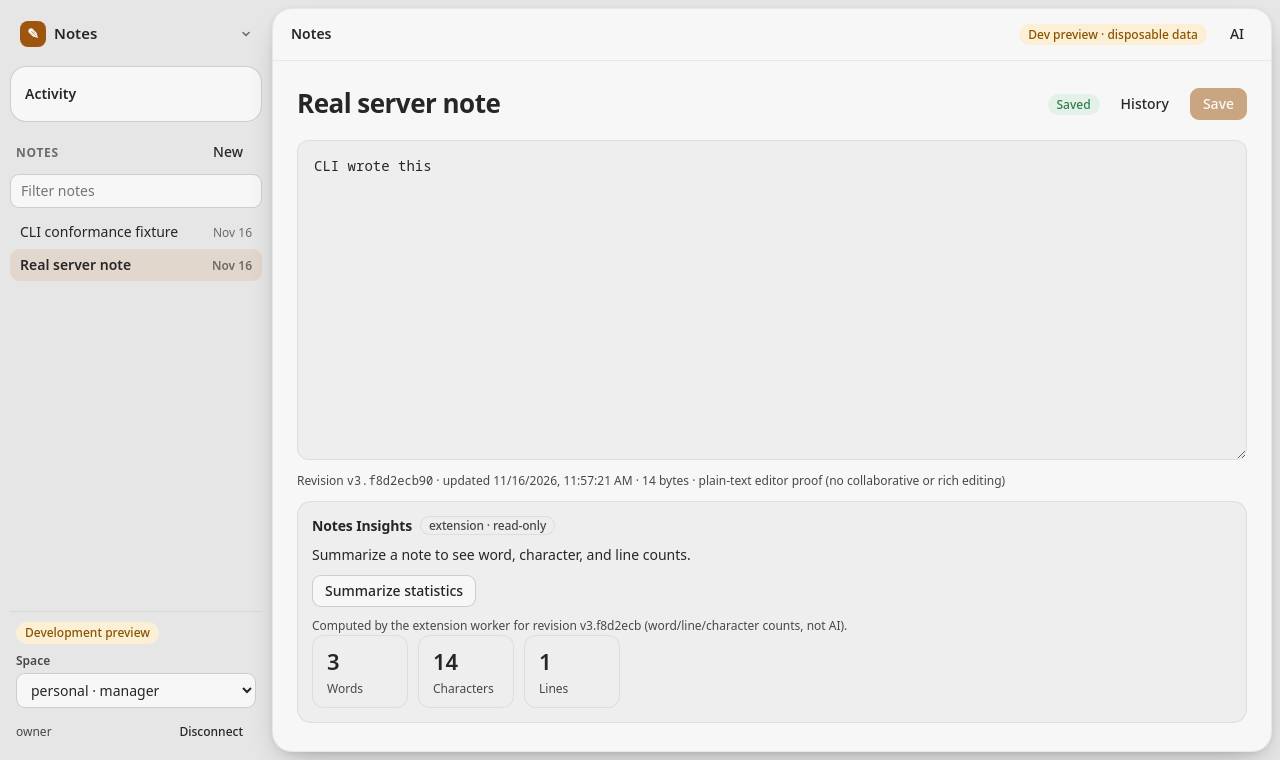 Notes
Activity
NOTES New
Filter notes
CLI conformance fixture Nov 16
Real server note Nov 16
Development preview
Space
personal · manager
owner Disconnect
Notes Dev preview · disposable data AI
Real server note Saved History Save
CLI wrote this
Revision v3.f8d2ecb90 · updated 11/16/2026, 11:57:21 AM · 14 bytes · plain-text editor proof (no collaborative or rich editing)
Notes Insights extension · read-only
Summarize a note to see word, character, and line counts.
Summarize statistics
Computed by the extension worker for revision v3.f8d2ecb (word/line/character counts, not AI).
3 14 1
Words Characters Lines